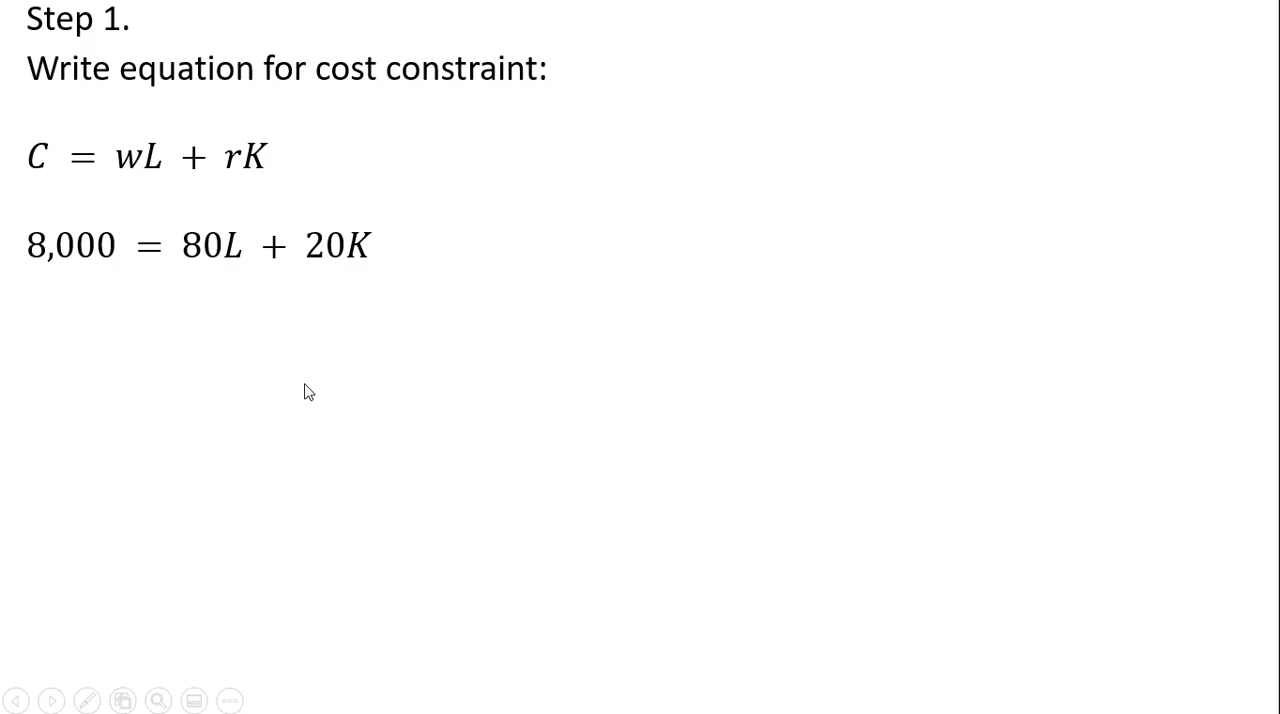 Step 1.
Write equation for cost constraint:
C = wL + rK
8,000 = 80L + 20K